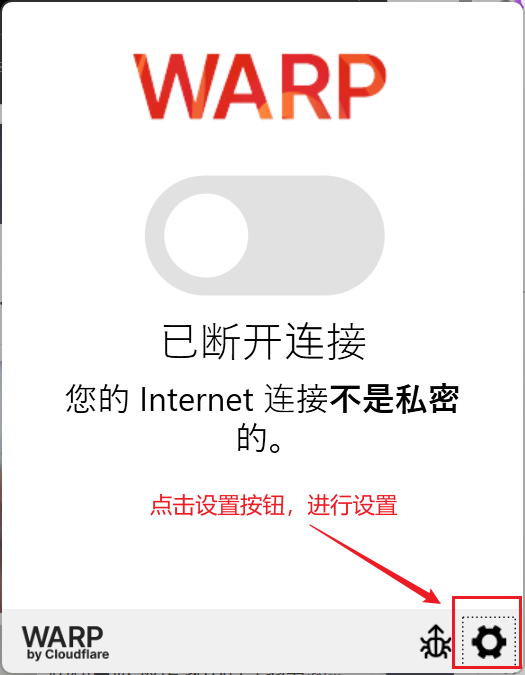 WARP
已断开连接
您的 Internet 连接不是私密
的。
点击设置按钮，进行设置
WARP
by Cloudflare